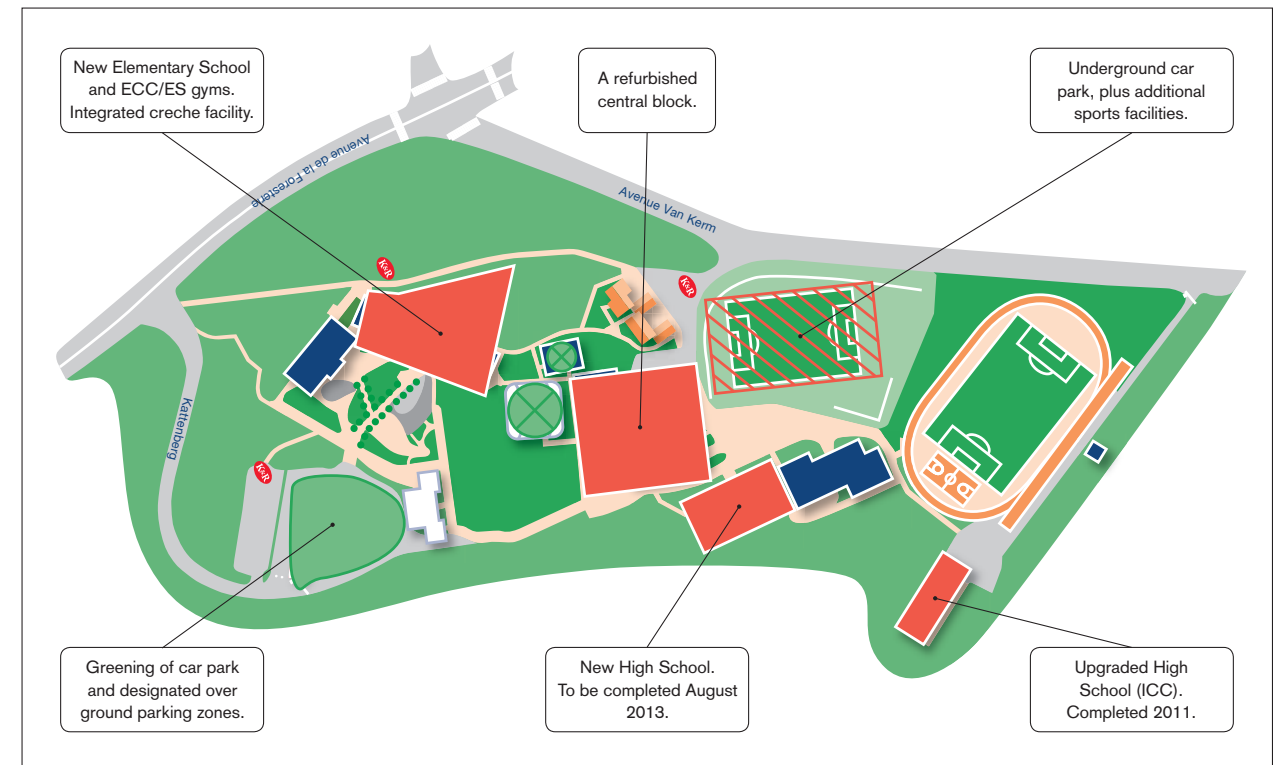 New Elementary School
and ECC/ES gyms.
Integrated creche facility.
A refurbished
central block.
Underground car
park, plus additional
sports facilities.
Avenue de la Foresterie
Avenue Van Kerm
K&R
K&R
Kattenberg
K&R
Greening of car park
and designated over
ground parking zones.
New High School.
To be completed August
2013.
Upgraded High
School (ICC).
Completed 2011.